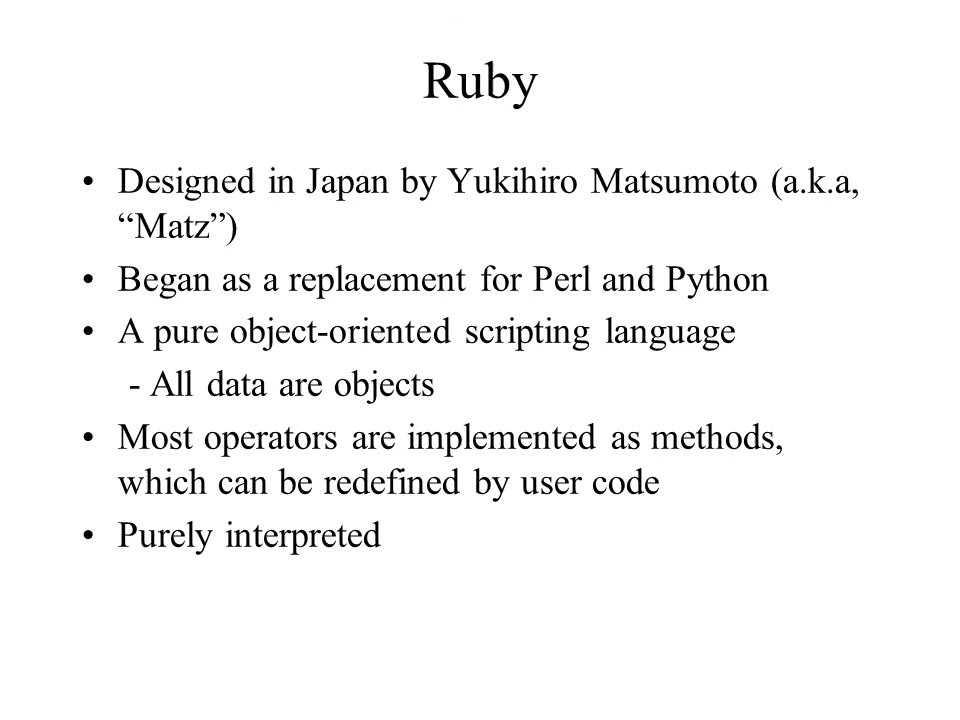 Ruby
• Designed in Japan by Yukihiro Matsumoto (a.k.a,
“Matz”)
• Began as a replacement for Perl and Python
• A pure object-oriented scripting language
- All data are objects
• Most operators are implemented as methods,
which can be redefined by user code
• Purely interpreted